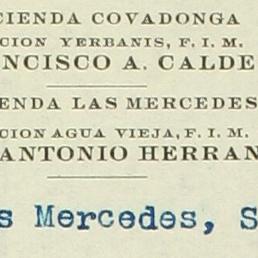 CIENDA COVADONGA
CION YERBANIS, F. I. M.
NCISCO A. CALDE
ENDA LAS MERCEDES
CION AGUA VIEJA, F. I. M.
ANTONIO HERRAN
s Mercedes, S